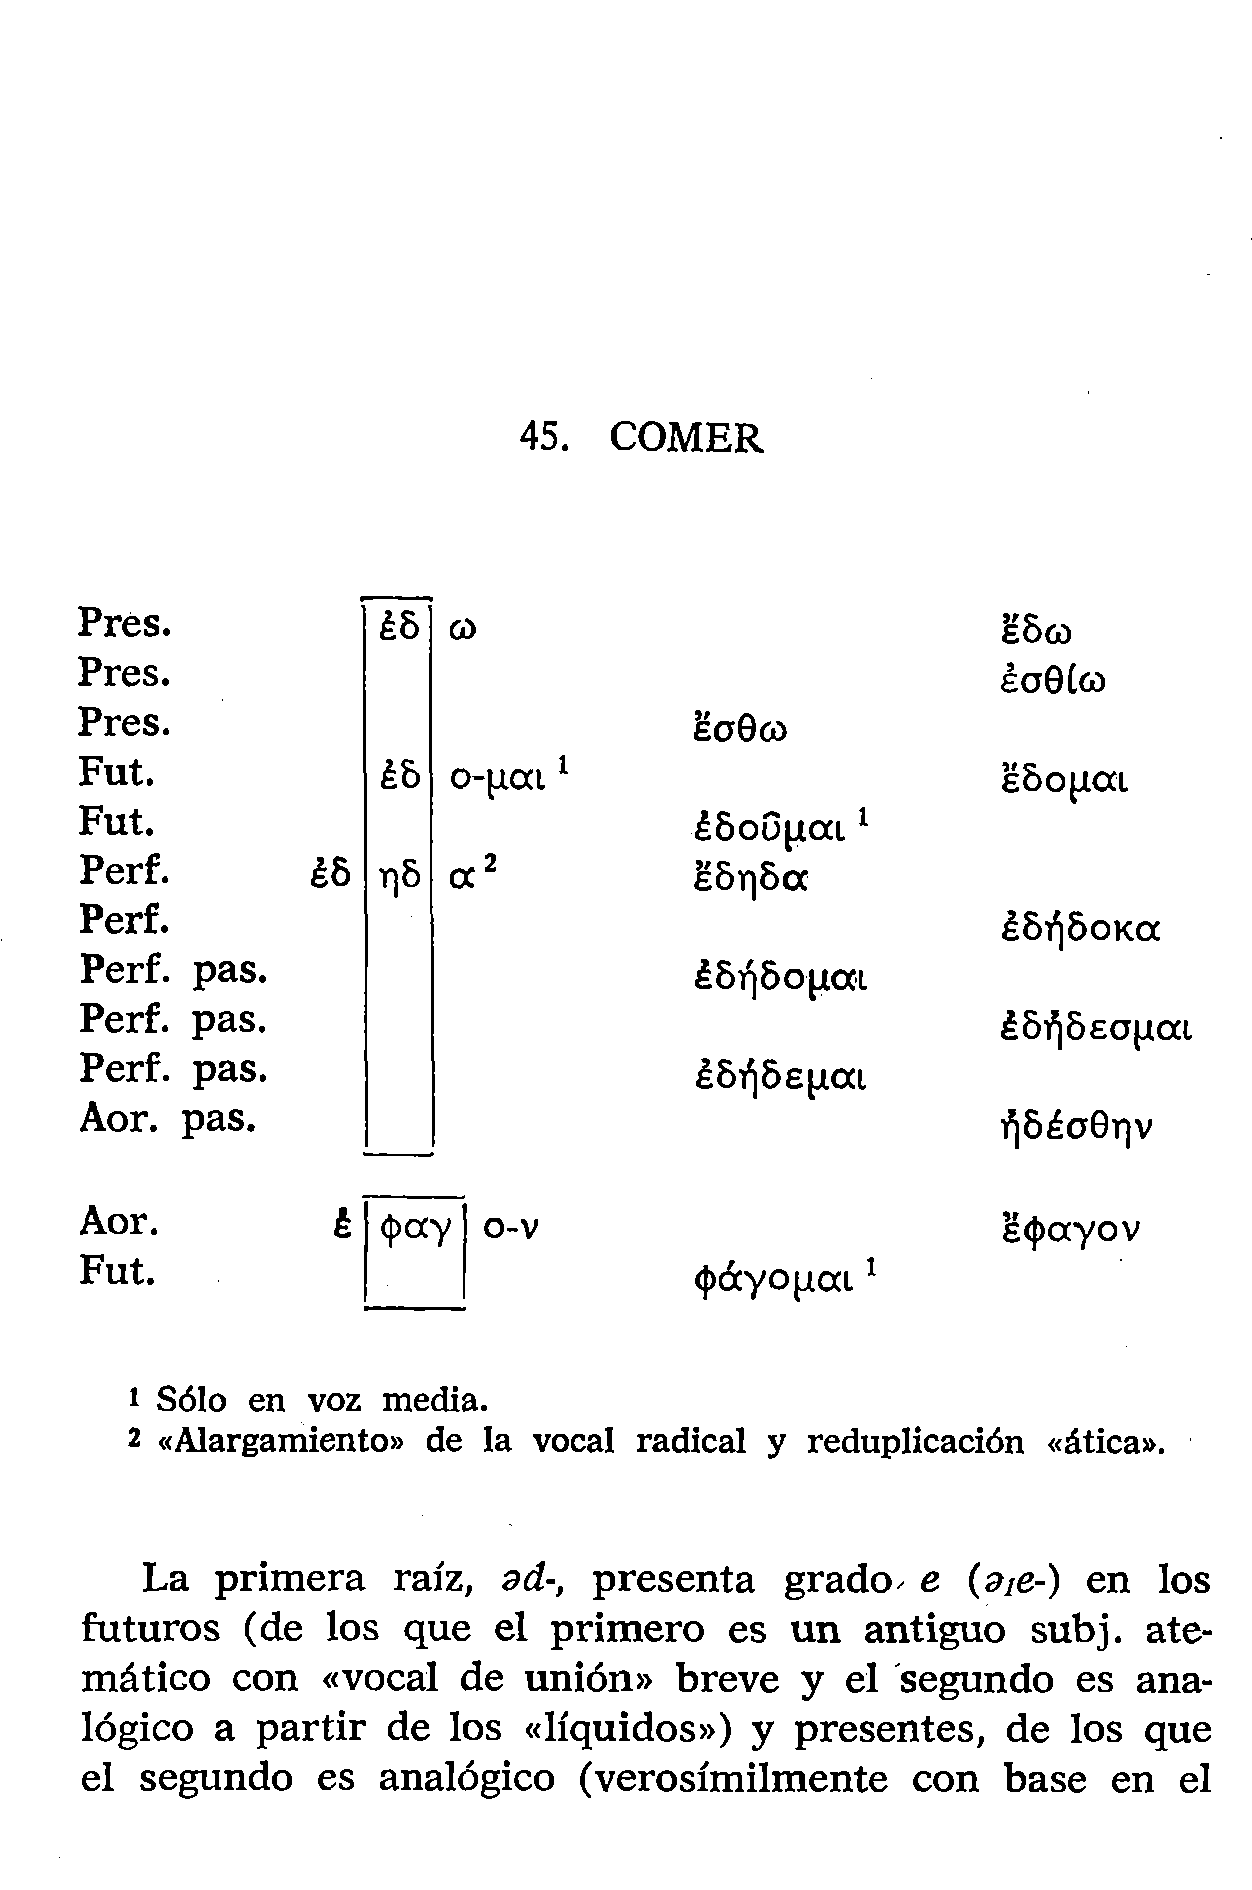 45. COMER
Pres. ἐδ ω ἔδω
Pres. ἐσθίω
Pres. ἔσθω
Fut. ἐδ ο-μαι ¹ ἔδομαι
Fut. ἐδοῦμαι ¹
Perf. ἐδ ηδ α ² ἔδηδα
Perf. ἐδήδοκα
Perf. pas. ἐδήδομαι
Perf. pas. ἐδήδεσμαι
Perf. pas. ἐδήδεμαι
Aor. pas. ἠδέσθην
Aor. ἐ φαγ ο-ν ἔφαγον
Fut. φάγομαι ¹
¹ Sólo en voz media.
² «Alargamiento» de la vocal radical y reduplicación «ática».
La primera raíz, əd-, presenta grado e (ə₁e-) en los
futuros (de los que el primero es un antiguo subj. ate-
mático con «vocal de unión» breve y el segundo es ana-
lógico a partir de los «líquidos») y presentes, de los que
el segundo es analógico (verosímilmente con base en el